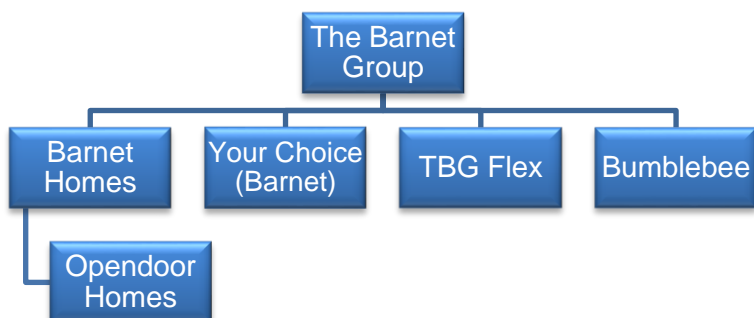 The Barnet
Group
Barnet
Homes
Your Choice
(Barnet)
TBG Flex
Bumblebee
Opendoor
Homes